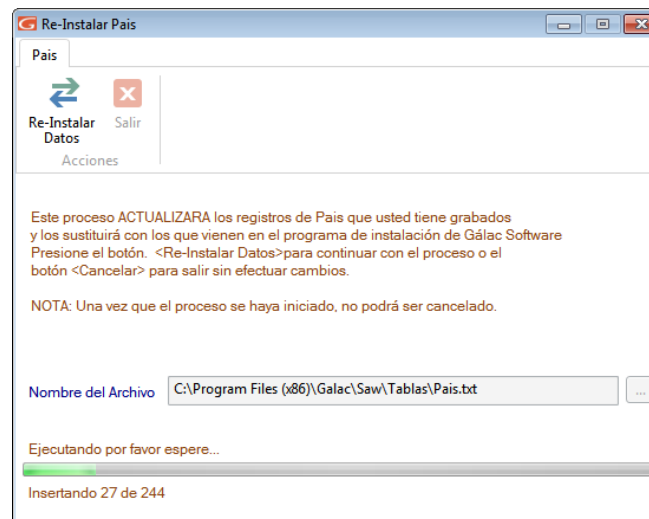 Re-Instalar Pais
Pais
Re-Instalar
Datos
Salir
Acciones
Este proceso ACTUALIZARA los registros de Pais que usted tiene grabados
y los sustituirá con los que vienen en el programa de instalación de Gálac Software
Presione el botón. <Re-Instalar Datos>para continuar con el proceso o el
botón <Cancelar> para salir sin efectuar cambios.
NOTA: Una vez que el proceso se haya iniciado, no podrá ser cancelado.
Nombre del Archivo C:\Program Files (x86)\Galac\Saw\Tablas\Pais.txt ...
Ejecutando por favor espere...
Insertando 27 de 244